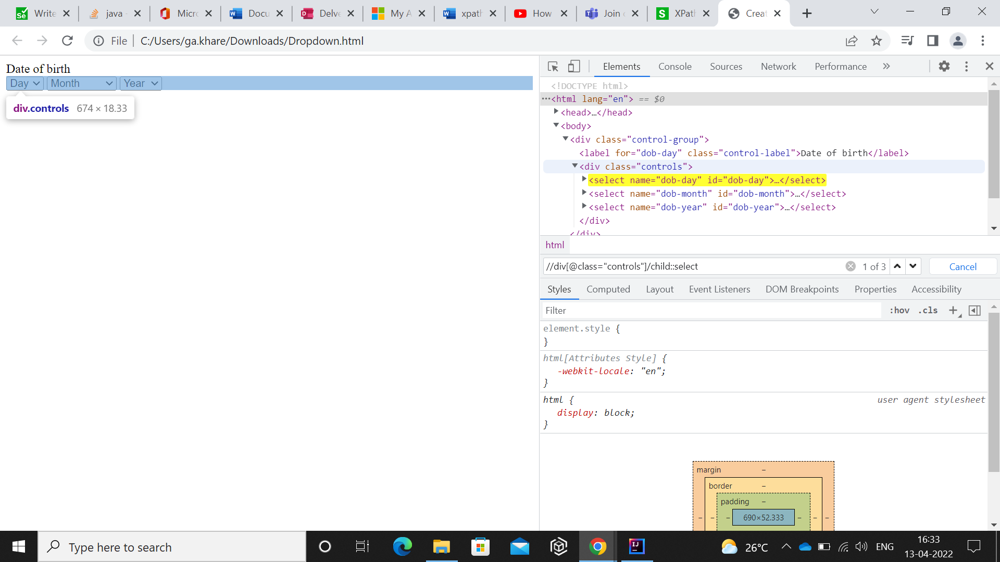 Write java - Micro Docu Delve My A xpath How Join XPath Creat
File C:/Users/ga.khare/Downloads/Dropdown.html
Date of birth
Day Month Year
div.controls 674 × 18.33
Elements Console Sources Network Performance »
<!DOCTYPE html>
···<html lang="en"> == $0
<head>…</head>
<body>
<div class="control-group">
<label for="dob-day" class="control-label">Date of birth</label>
<div class="controls">
<select name="dob-day" id="dob-day">…</select>
<select name="dob-month" id="dob-month">…</select>
<select name="dob-year" id="dob-year">…</select>
</div>
</div>
html
//div[@class="controls"]/child::select 1 of 3 Cancel
Styles Computed Layout Event Listeners DOM Breakpoints Properties Accessibility
Filter :hov .cls +
element.style {
}
html[Attributes Style] {
-webkit-locale: "en";
}
html { user agent stylesheet
display: block;
}
margin –
border –
padding –
– – – 690×52.333 – – –
Type here to search 26°C ENG 16:33
13-04-2022